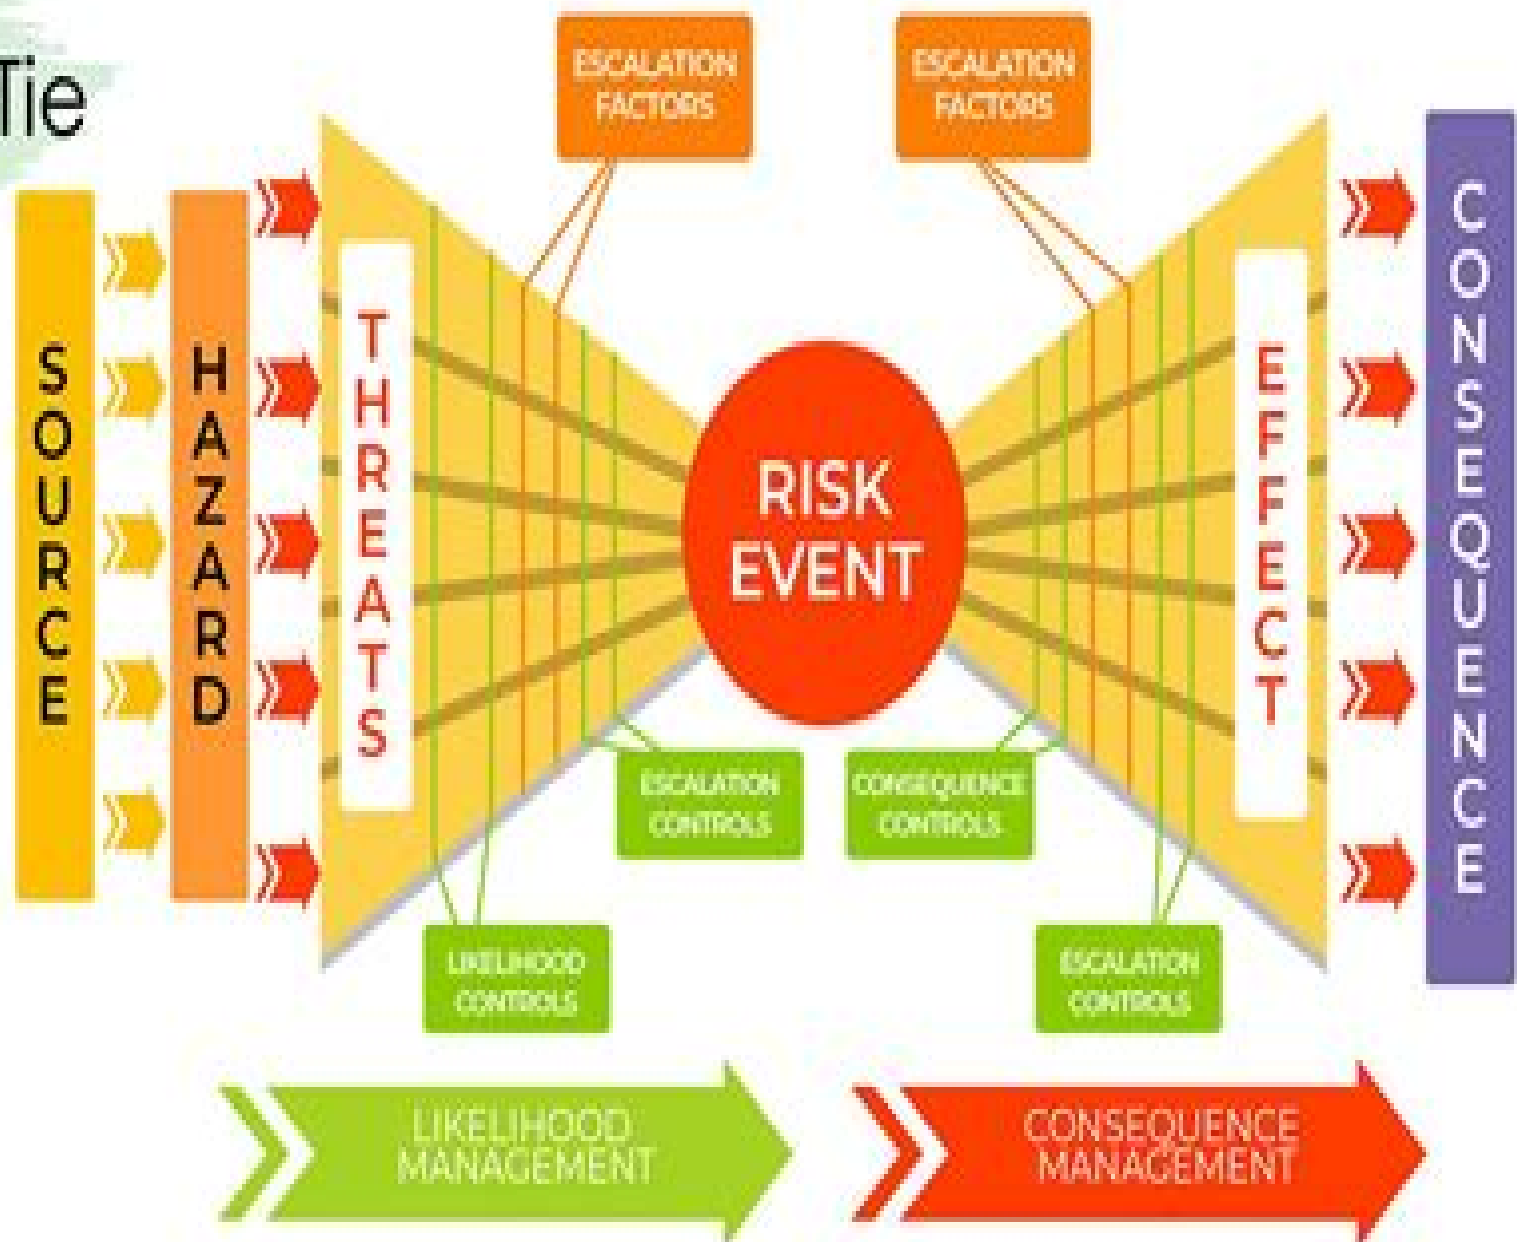 Tie
ESCALATION
FACTORS
ESCALATION
FACTORS
SOURCE
HAZARD
THREATS
RISK
EVENT
EFFECT
CONSEQUENCE
ESCALATION
CONTROLS
CONSEQUENCE
CONTROLS
LIKELIHOOD
CONTROLS
ESCALATION
CONTROLS
LIKELIHOOD
MANAGEMENT
CONSEQUENCE
MANAGEMENT